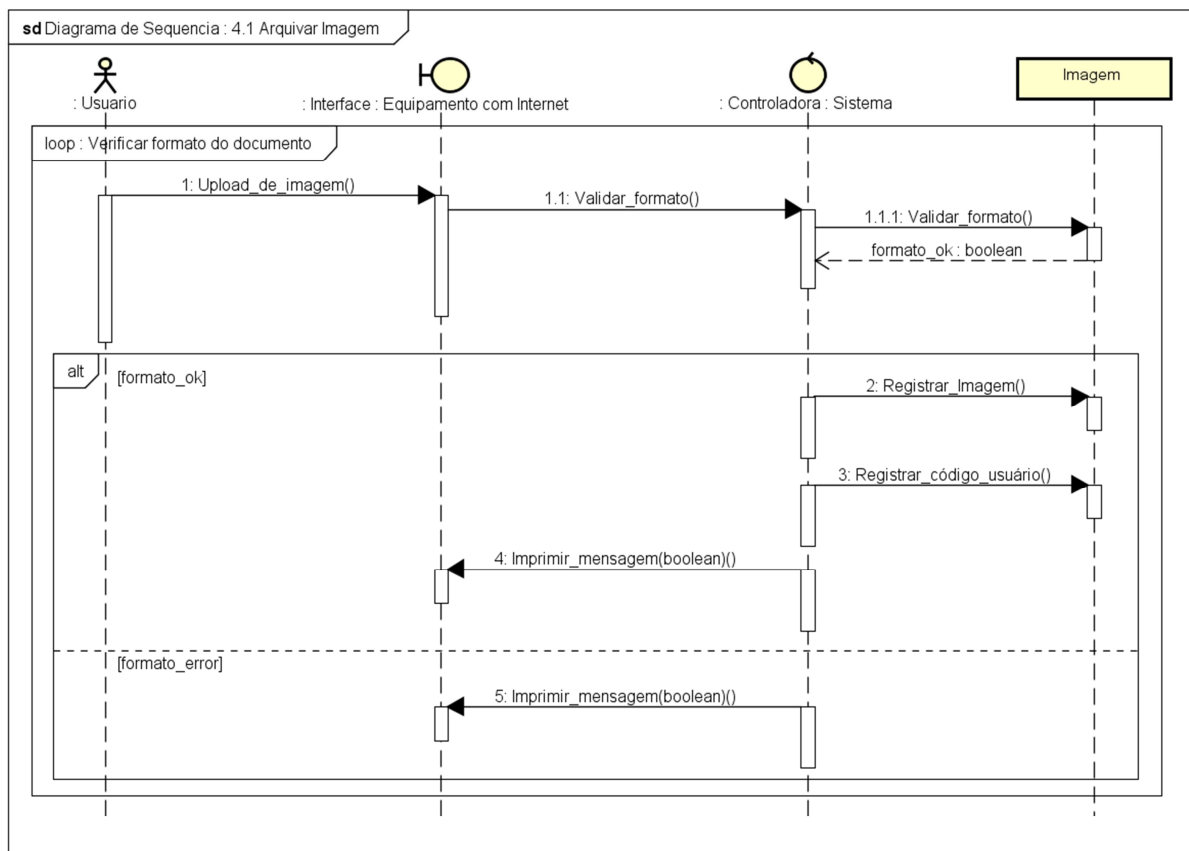 sd Diagrama de Sequencia : 4.1 Arquivar Imagem
: Usuario
: Interface : Equipamento com Internet
: Controladora : Sistema
Imagem
loop : Verificar formato do documento
1: Upload_de_imagem()
1.1: Validar_formato()
1.1.1: Validar_formato()
formato_ok : boolean
alt
[formato_ok]
2: Registrar_Imagem()
3: Registrar_código_usuário()
4: Imprimir_mensagem(boolean)()
[formato_error]
5: Imprimir_mensagem(boolean)()